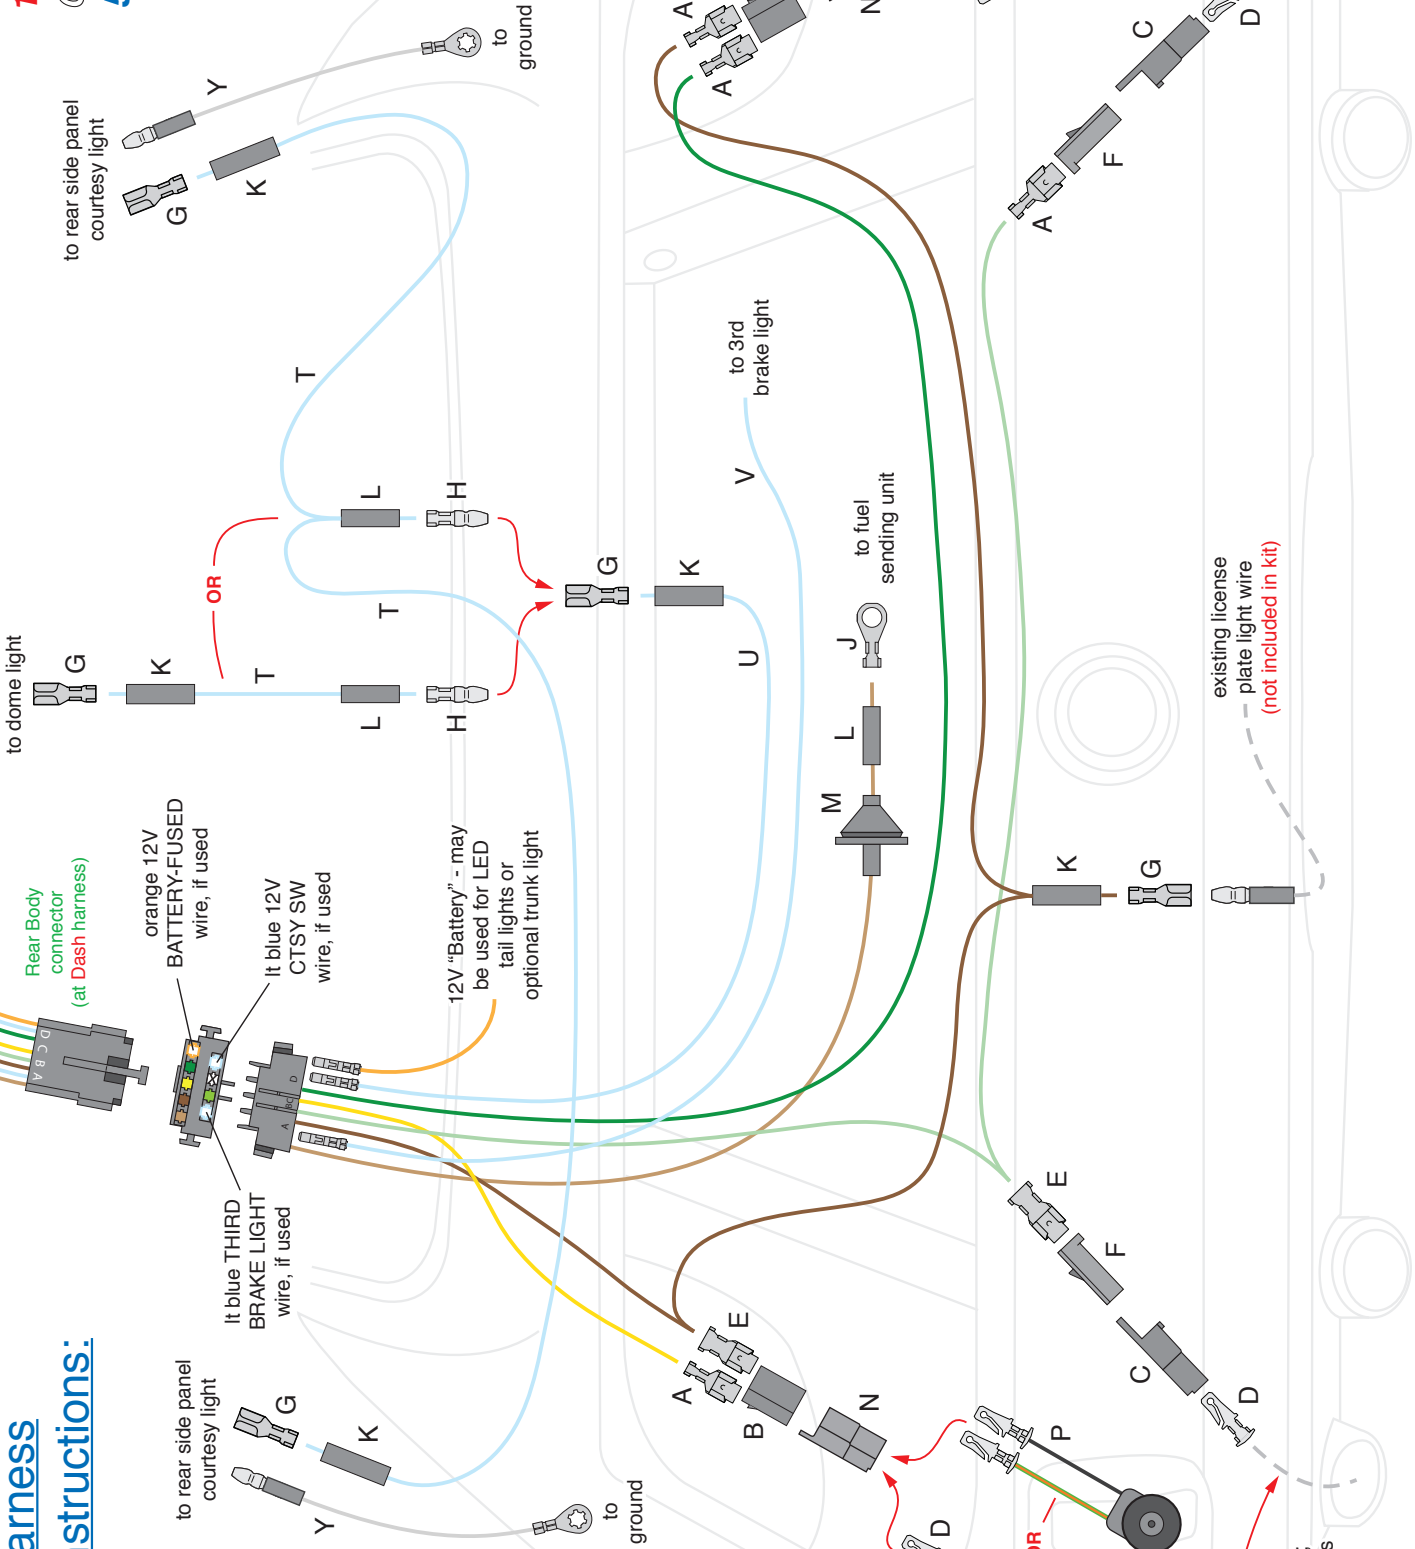 arness
structions:
1
@
5
to rear side panel
courtesy light
G
K
Y
to
ground
T
to dome light
G
K
T
L
H
OR
T
L
H
G
K
U
to 3rd
brake light
V
to fuel
sending unit
J
L
M
Rear Body
connector
(at Dash harness)
D C B A
orange 12V
BATTERY-FUSED
wire, if used
lt blue 12V
CTSY SW
wire, if used
12V “Battery” - may
be used for LED
tail lights or
optional trunk light
A
B
C
D
lt blue THIRD
BRAKE LIGHT
wire, if used
to rear side panel
courtesy light
G
K
Y
to
ground
A
E
B
N
D
P
OR
E
F
C
D
K
G
existing license
plate light wire
(not included in kit)
A
A
N
A
F
C
D
s